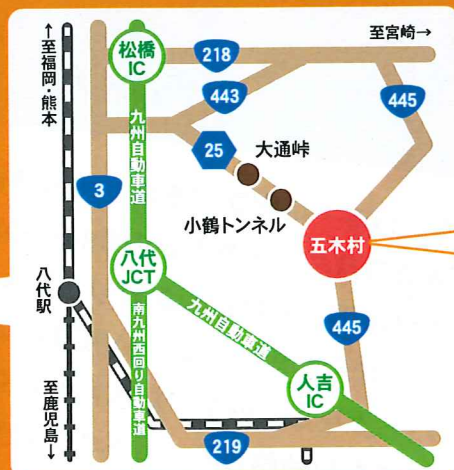 ↑至福岡・熊本
松橋
IC
218
至宮崎→
443
445
九州自動車道
25
大通峠
3
小鶴トンネル
五木村
八代
JCT
八代駅
九州自動車道
445
南九州西回り自動車道
人吉
IC
至鹿児島↓
219